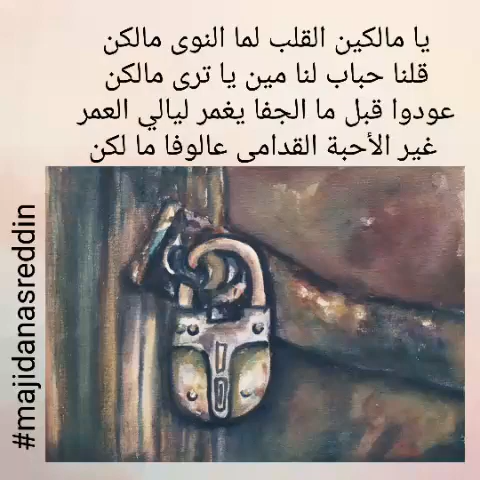 يا مالكين القلب لما النوى مالكن
قلنا حباب لنا مين يا ترى مالكن
عودوا قبل ما الجفا يغمر ليالي العمر
غير الأحبة القدامى عالوفا ما لكن
#majidanasreddin